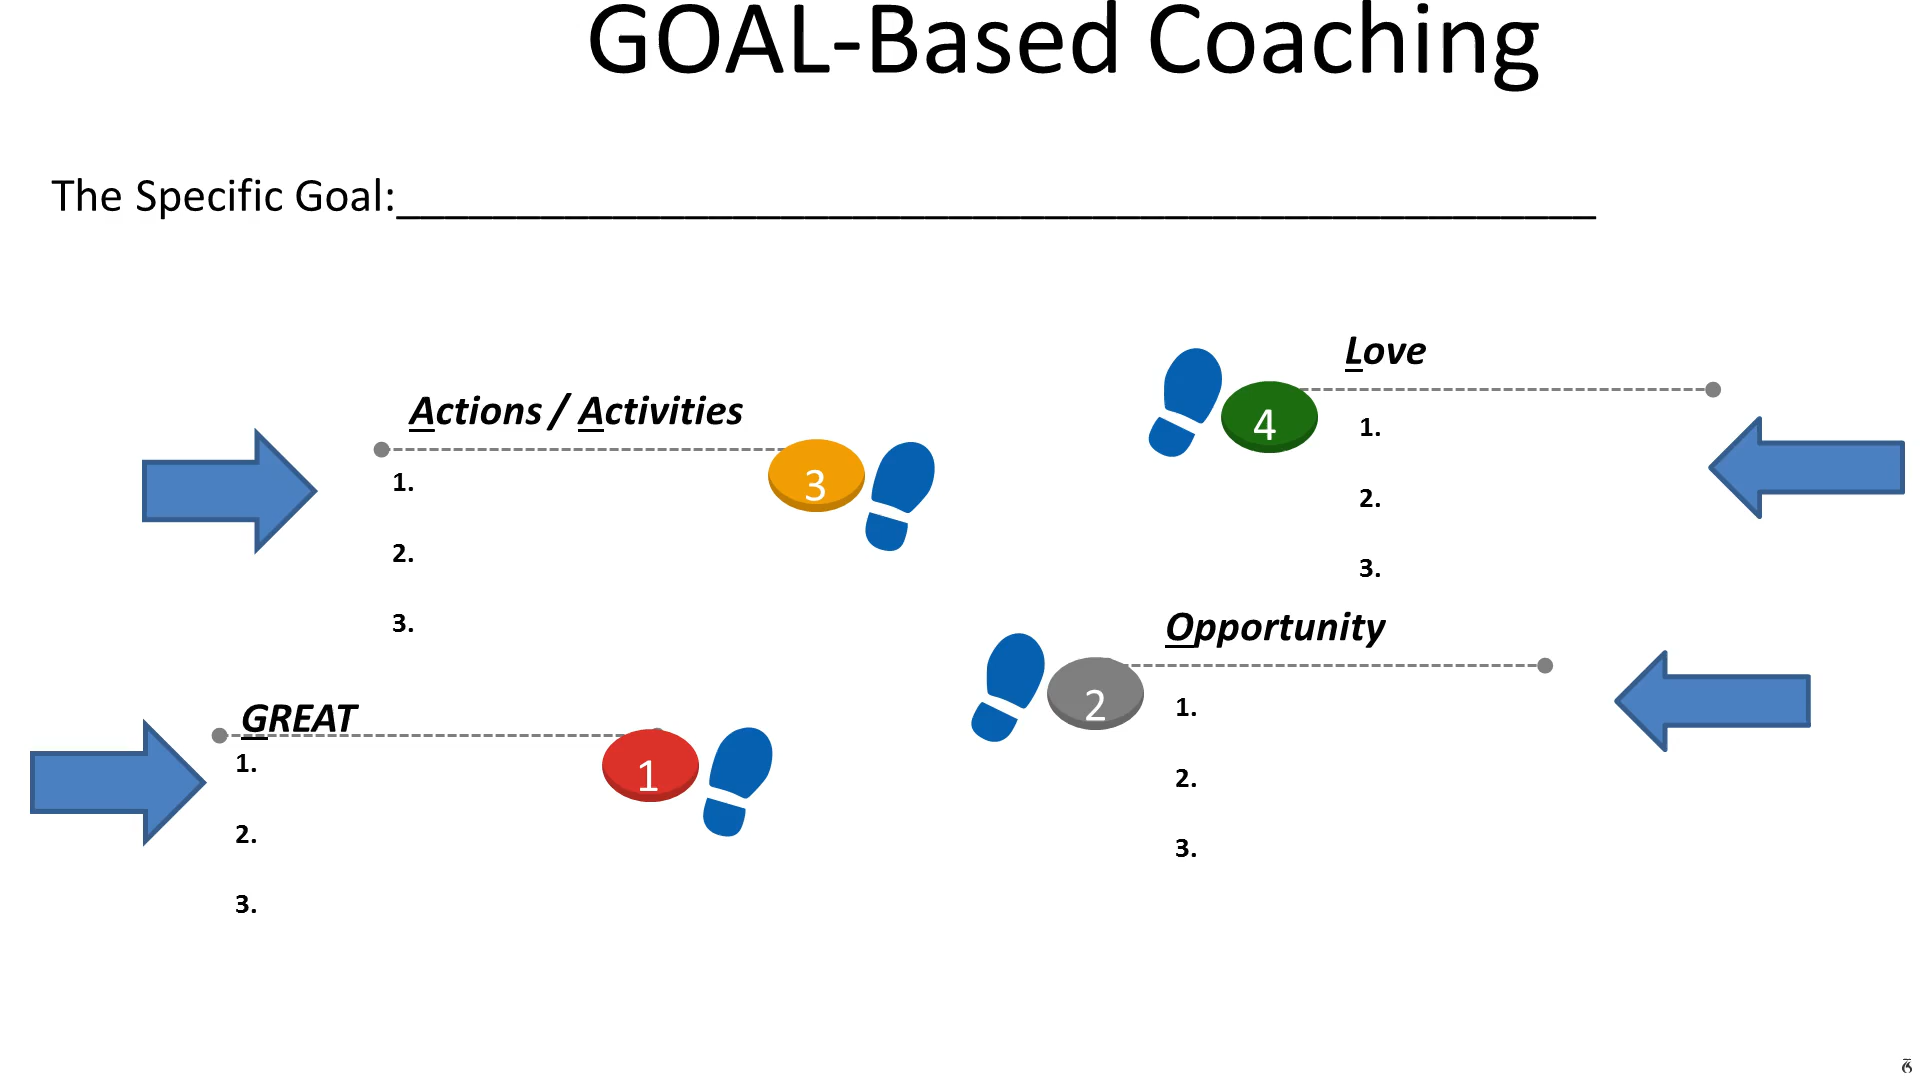 GOAL-Based Coaching
The Specific Goal:__________________________________________________
Love
4
1.
2.
3.
Actions / Activities
3
1.
2.
3.
Opportunity
2
1.
2.
3.
GREAT
1
1.
2.
3.